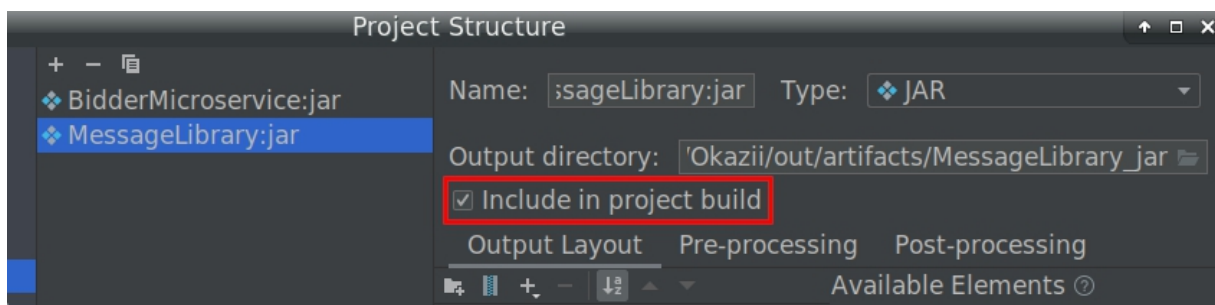 Project Structure
BidderMicroservice:jar
MessageLibrary:jar
Name: ssageLibrary:jar Type: JAR
Output directory: 'Okazii/out/artifacts/MessageLibrary_jar
Include in project build
Output Layout Pre-processing Post-processing
Available Elements